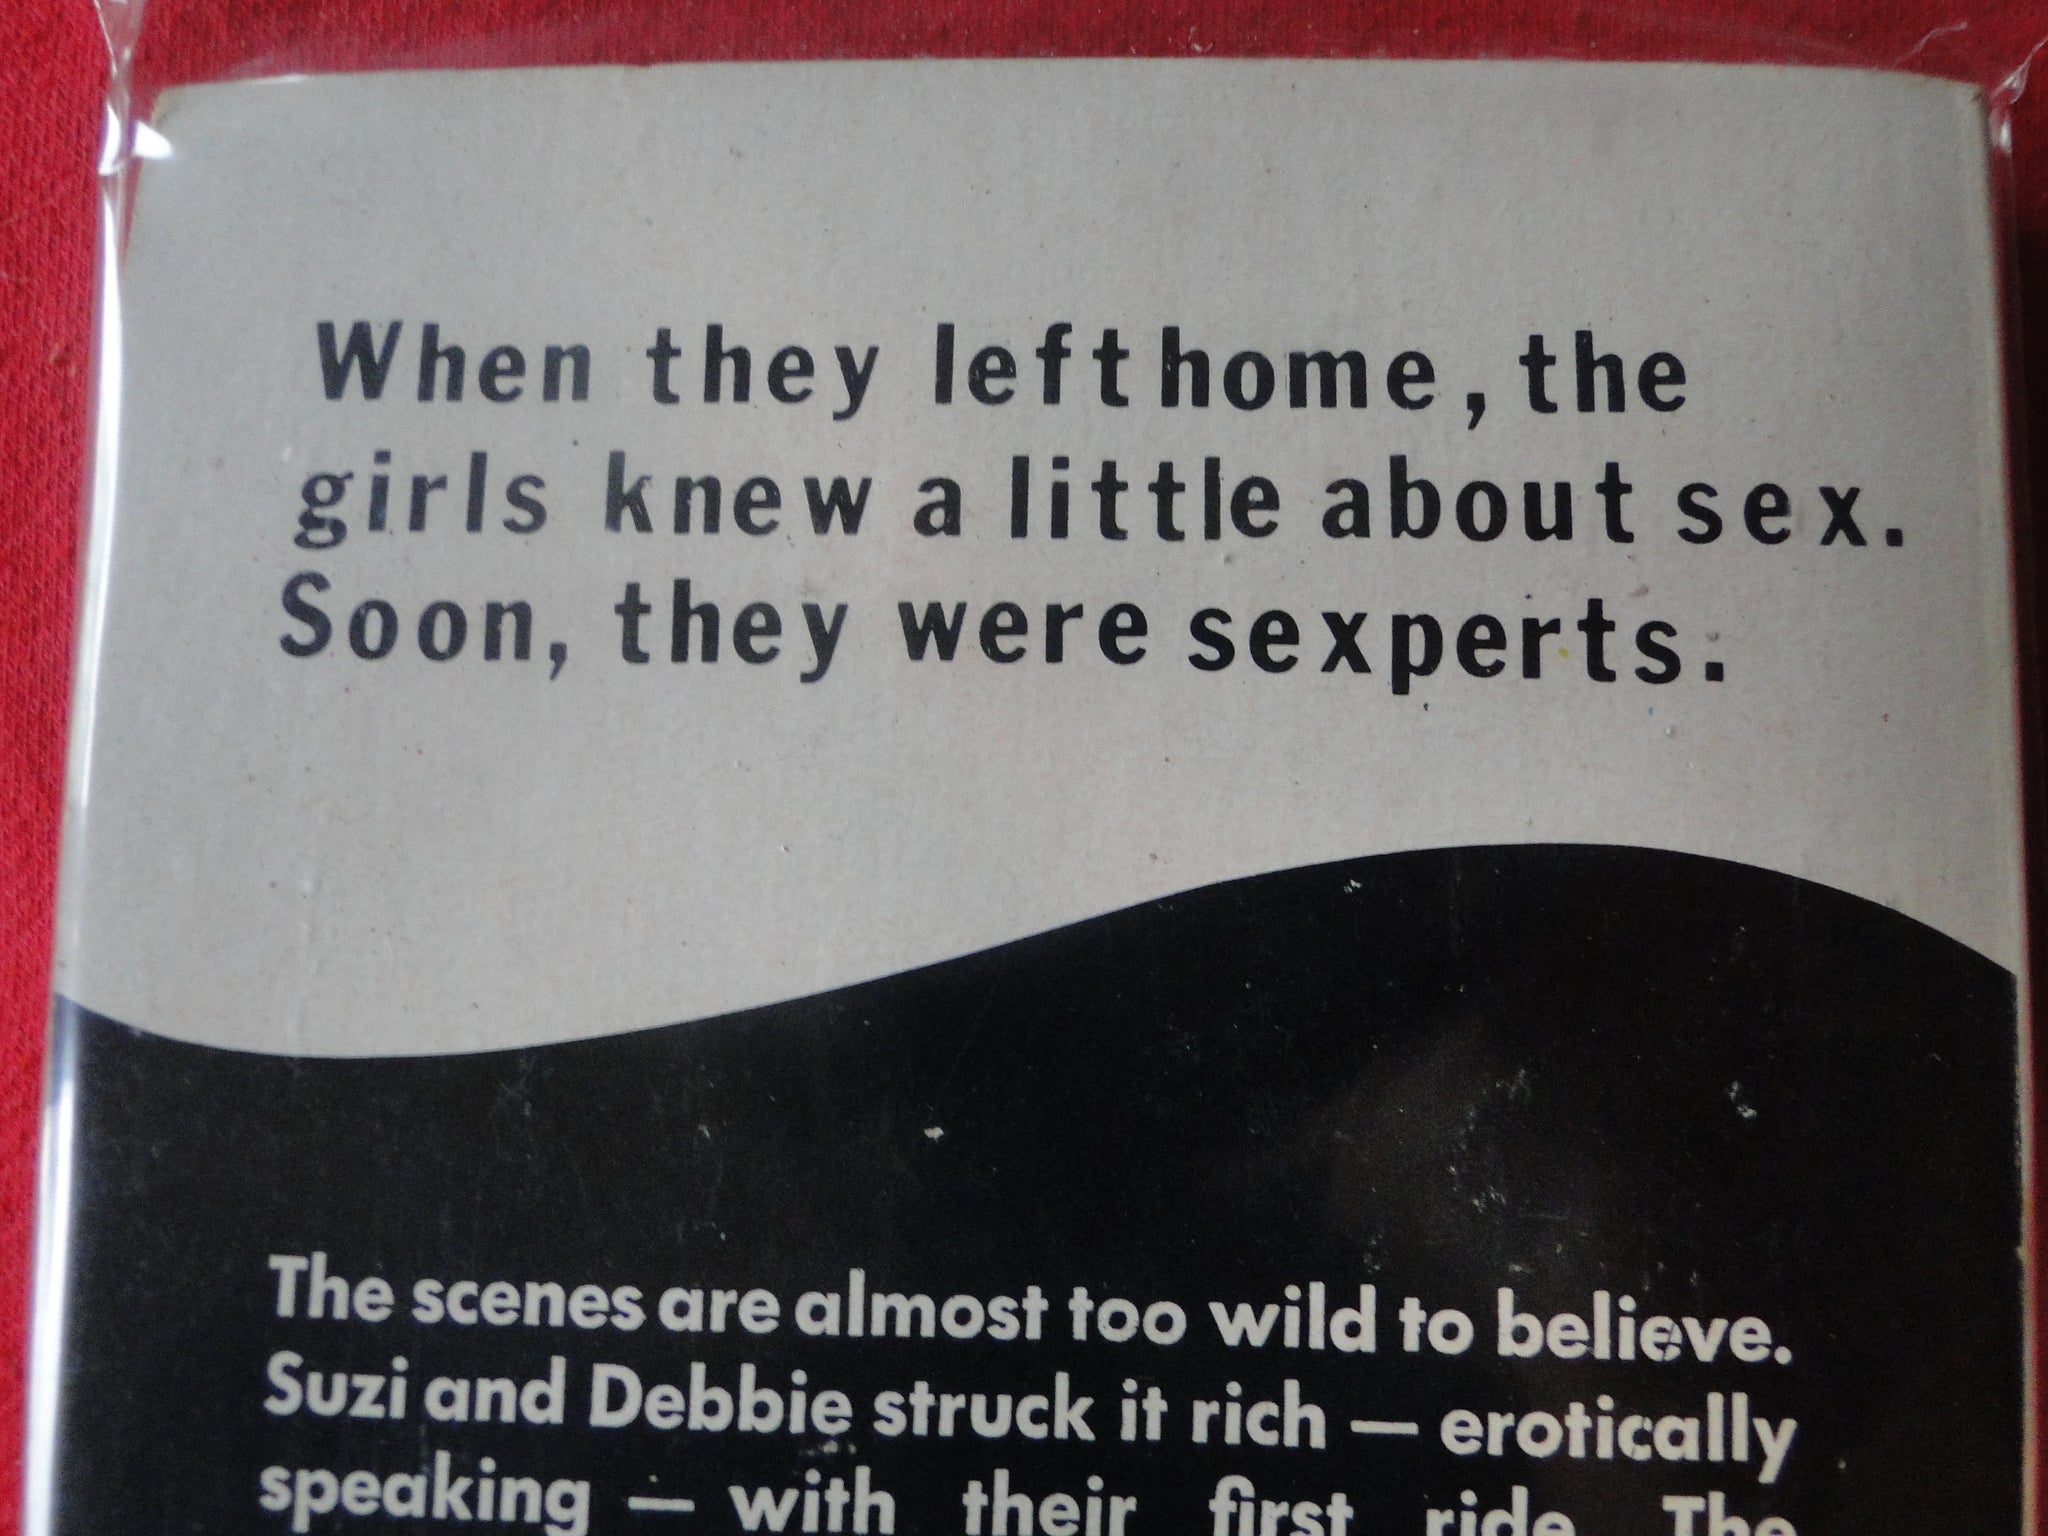 When they left home, the
girls knew a little about sex.
Soon, they were sexperts.
The scenes are almost too wild to believe.
Suzi and Debbie struck it rich — erotically
speaking — with their first ride. The